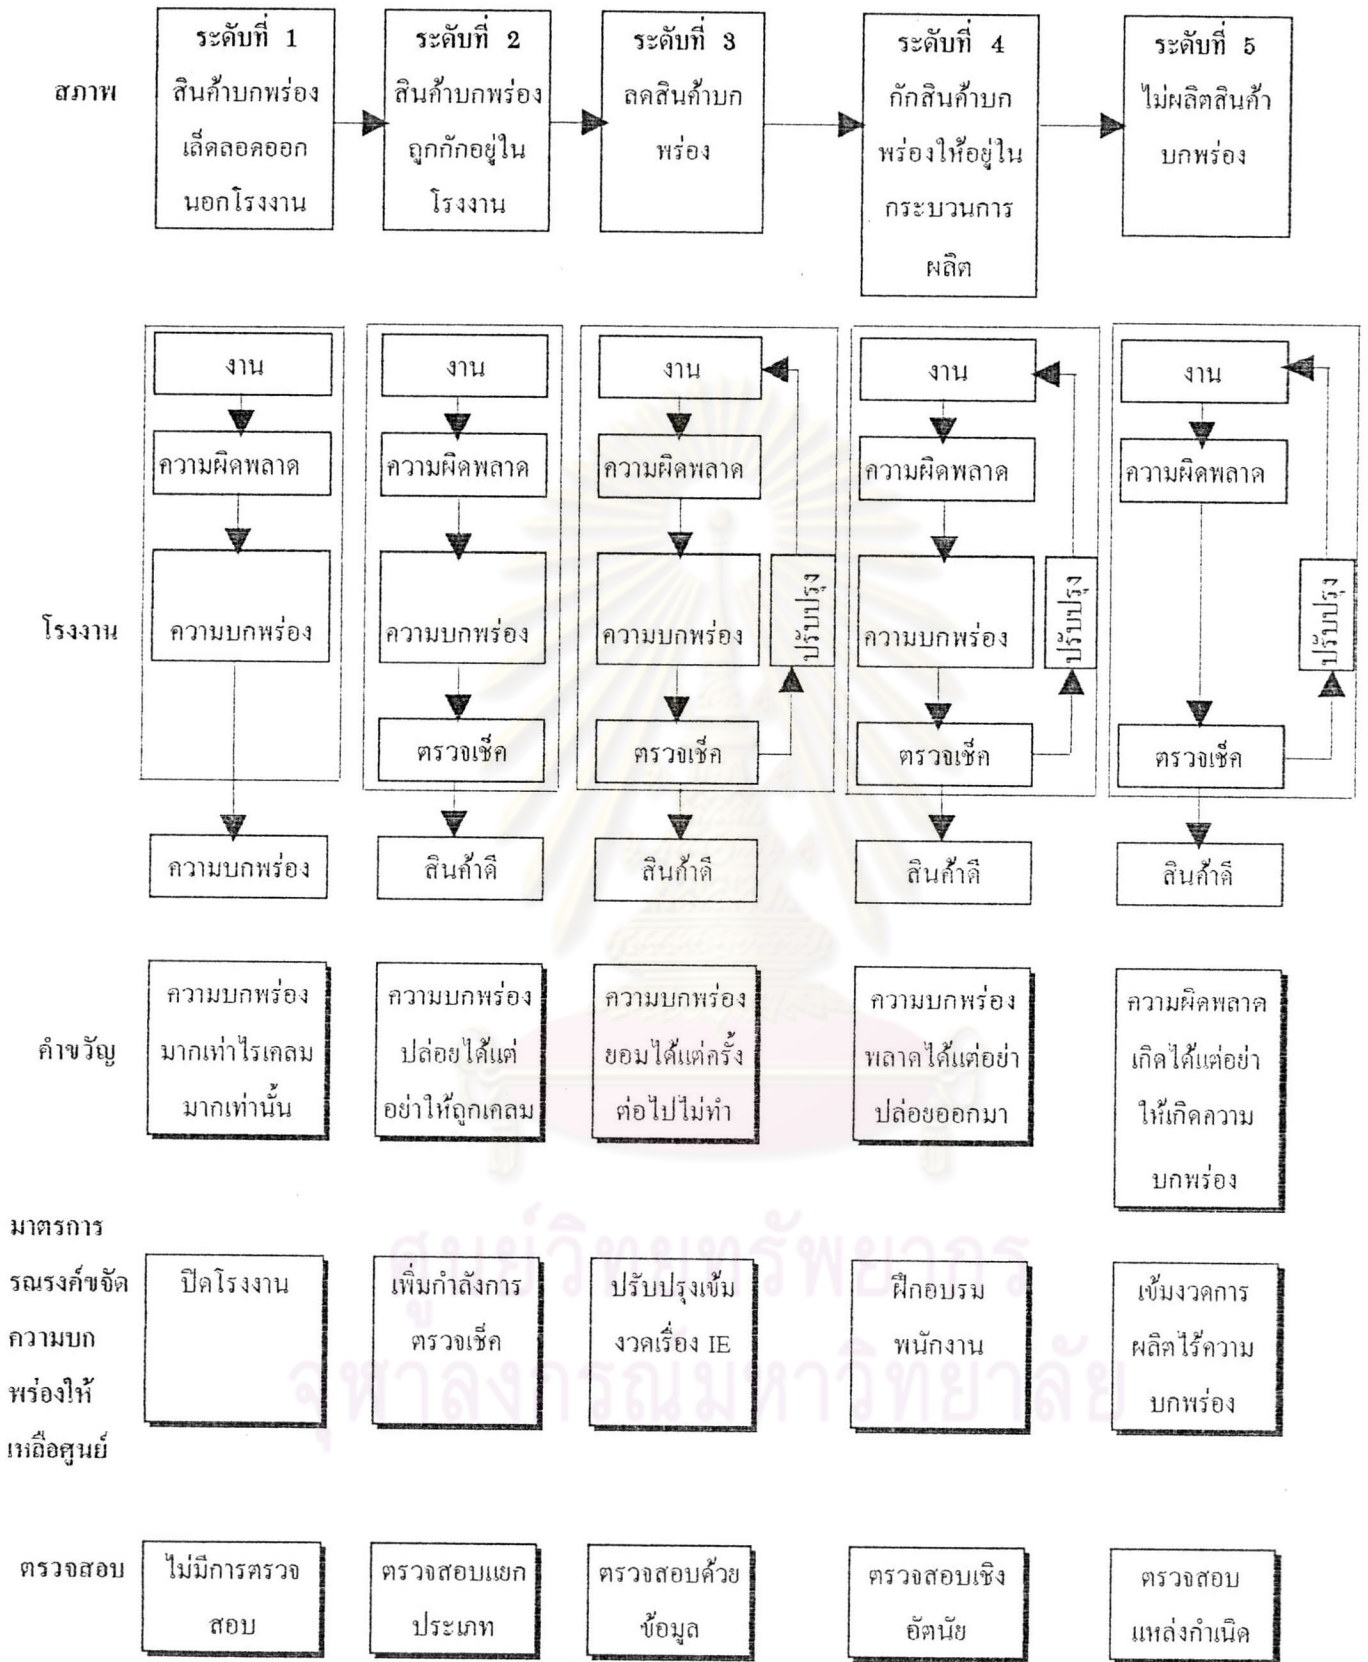 สภาพ
ระดับที่ 1
สินค้าบกพร่อง
เล็ดลอดออก
นอกโรงงาน
ระดับที่ 2
สินค้าบกพร่อง
ถูกกักอยู่ใน
โรงงาน
ระดับที่ 3
ลดสินค้าบก
พร่อง
ระดับที่ 4
กักสินค้าบก
พร่องให้อยู่ใน
กระบวนการ
ผลิต
ระดับที่ 5
ไม่ผลิตสินค้า
บกพร่อง
โรงงาน
งาน
ความผิดพลาด
ความบกพร่อง
ความบกพร่อง
งาน
ความผิดพลาด
ความบกพร่อง
ตรวจเช็ค
สินค้าดี
งาน
ความผิดพลาด
ความบกพร่อง
ตรวจเช็ค
ปรับปรุง
สินค้าดี
งาน
ความผิดพลาด
ความบกพร่อง
ตรวจเช็ค
ปรับปรุง
สินค้าดี
งาน
ความผิดพลาด
ตรวจเช็ค
ปรับปรุง
สินค้าดี
คำขวัญ
ความบกพร่อง
มากเท่าไรเคลม
มากเท่านั้น
ความบกพร่อง
ปล่อยได้แต่
อย่าให้ถูกเคลม
ความบกพร่อง
ยอมได้แต่ครั้ง
ต่อไปไม่ทำ
ความบกพร่อง
พลาดได้แต่อย่า
ปล่อยออกมา
ความผิดพลาด
เกิดได้แต่อย่า
ให้เกิดความ
บกพร่อง
มาตรการ
รณรงค์ขจัด
ความบก
พร่องให้
เหลือศูนย์
ปิดโรงงาน
เพิ่มกำลังการ
ตรวจเช็ค
ปรับปรุงเข้ม
งวดเรื่อง IE
ฝึกอบรม
พนักงาน
เข้มงวดการ
ผลิตไร้ความ
บกพร่อง
ศูนย์วิทยทรัพยากร
จุฬาลงกรณ์มหาวิทยาลัย
ตรวจสอบ
ไม่มีการตรวจ
สอบ
ตรวจสอบแยก
ประเภท
ตรวจสอบด้วย
ข้อมูล
ตรวจสอบเชิง
อัตนัย
ตรวจสอบ
แหล่งกำเนิด